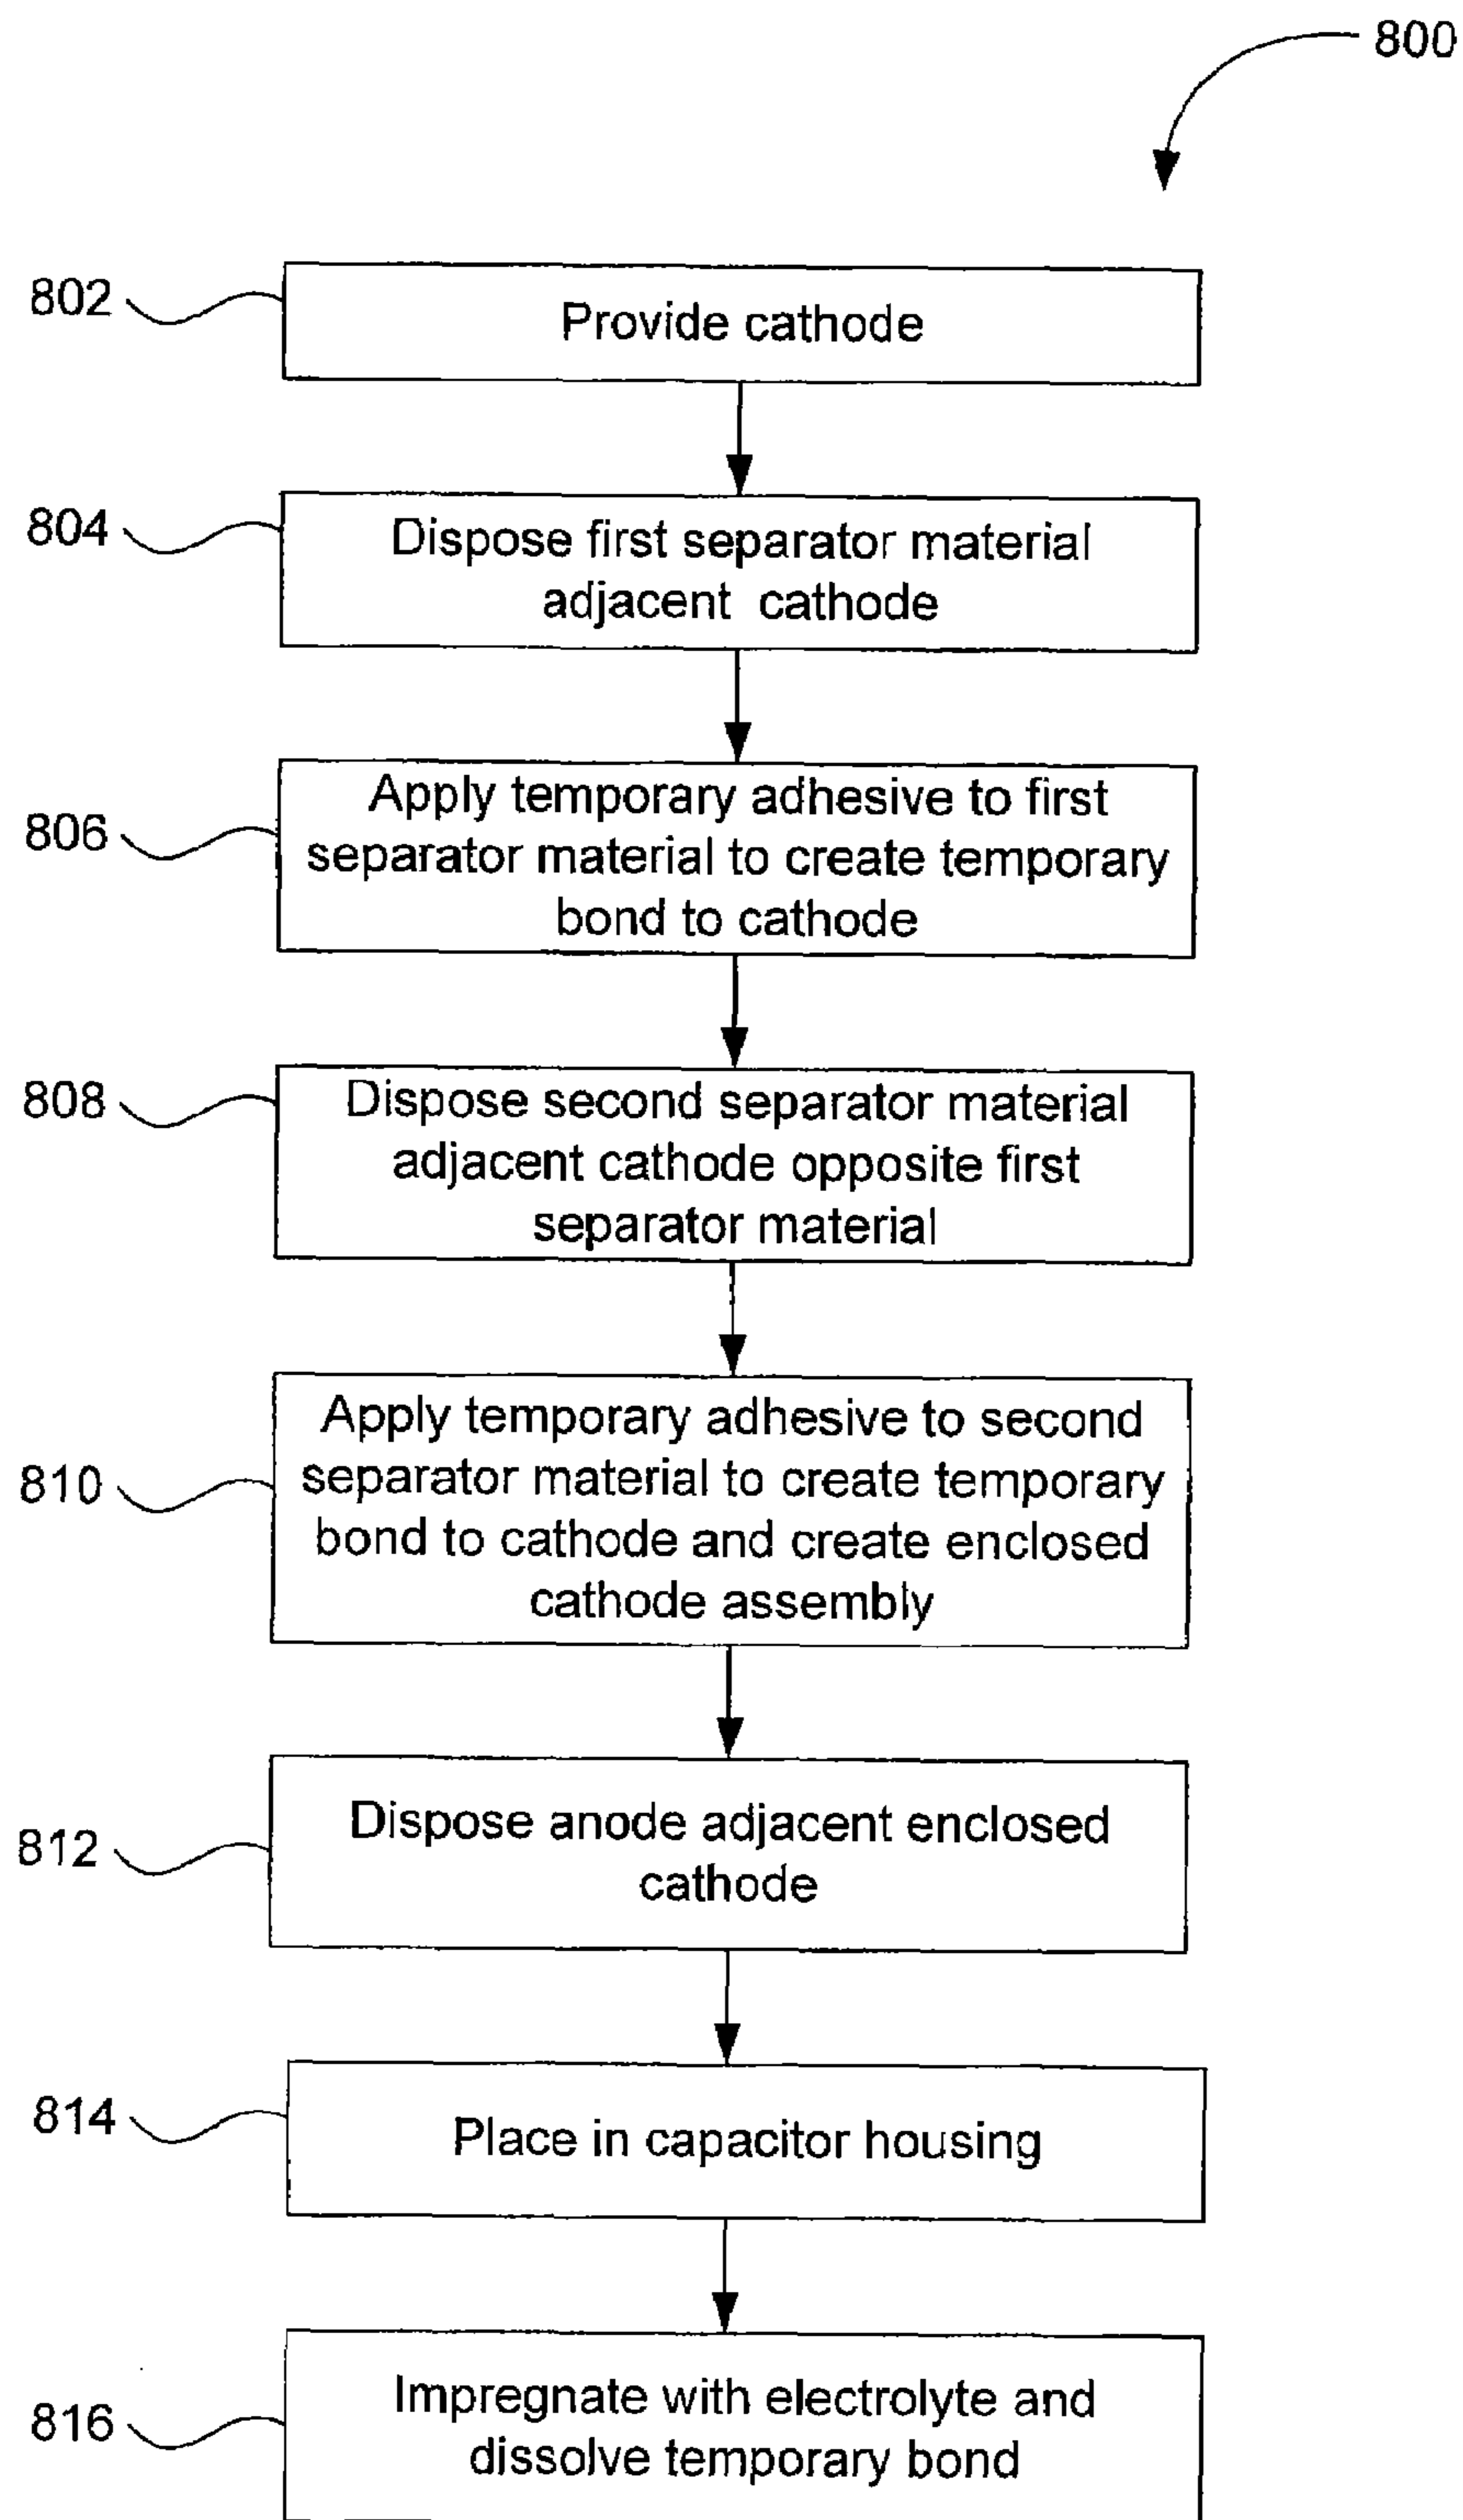 800
802
Provide cathode
804
Dispose first separator material
adjacent cathode
806
Apply temporary adhesive to first
separator material to create temporary
bond to cathode
808
Dispose second separator material
adjacent cathode opposite first
separator material
810
Apply temporary adhesive to second
separator material to create temporary
bond to cathode and create enclosed
cathode assembly
812
Dispose anode adjacent enclosed
cathode
814
Place in capacitor housing
816
Impregnate with electrolyte and
dissolve temporary bond